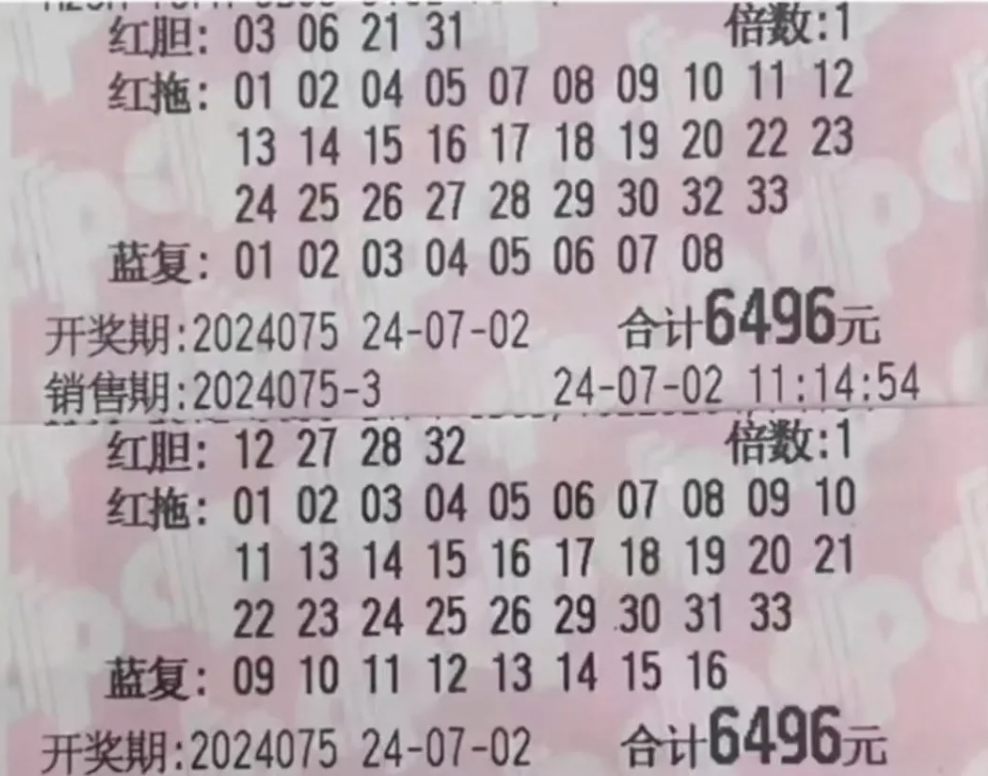 红胆: 03 06 21 31 倍数:1
红拖: 01 02 04 05 07 08 09 10 11 12
13 14 15 16 17 18 19 20 22 23
24 25 26 27 28 29 30 32 33
蓝复: 01 02 03 04 05 06 07 08
开奖期:2024075 24-07-02 合计6496元
销售期:2024075-3 24-07-02 11:14:54
红胆: 12 27 28 32 倍数:1
红拖: 01 02 03 04 05 06 07 08 09 10
11 13 14 15 16 17 18 19 20 21
22 23 24 25 26 29 30 31 33
蓝复: 09 10 11 12 13 14 15 16
开奖期:2024075 24-07-02 合计6496元